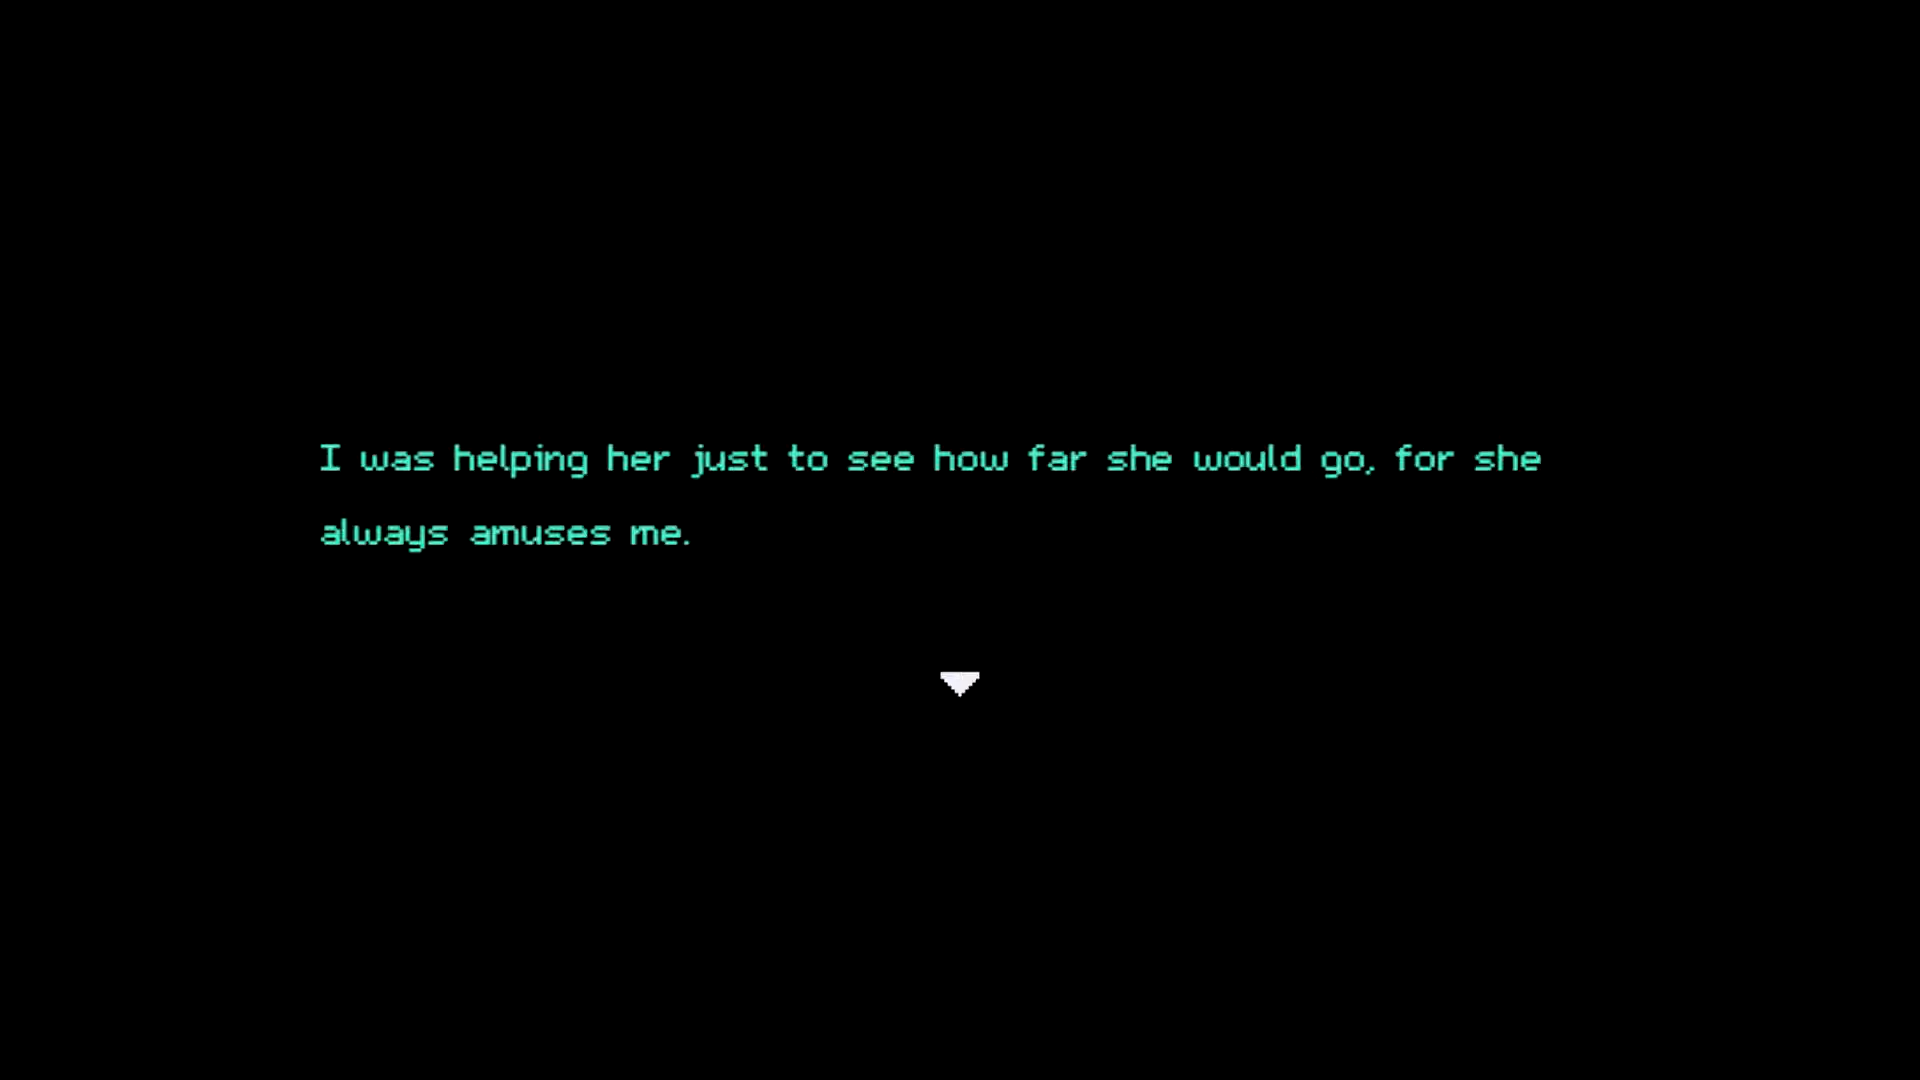 I was helping her just to see how far she would go, for she
always amuses me.